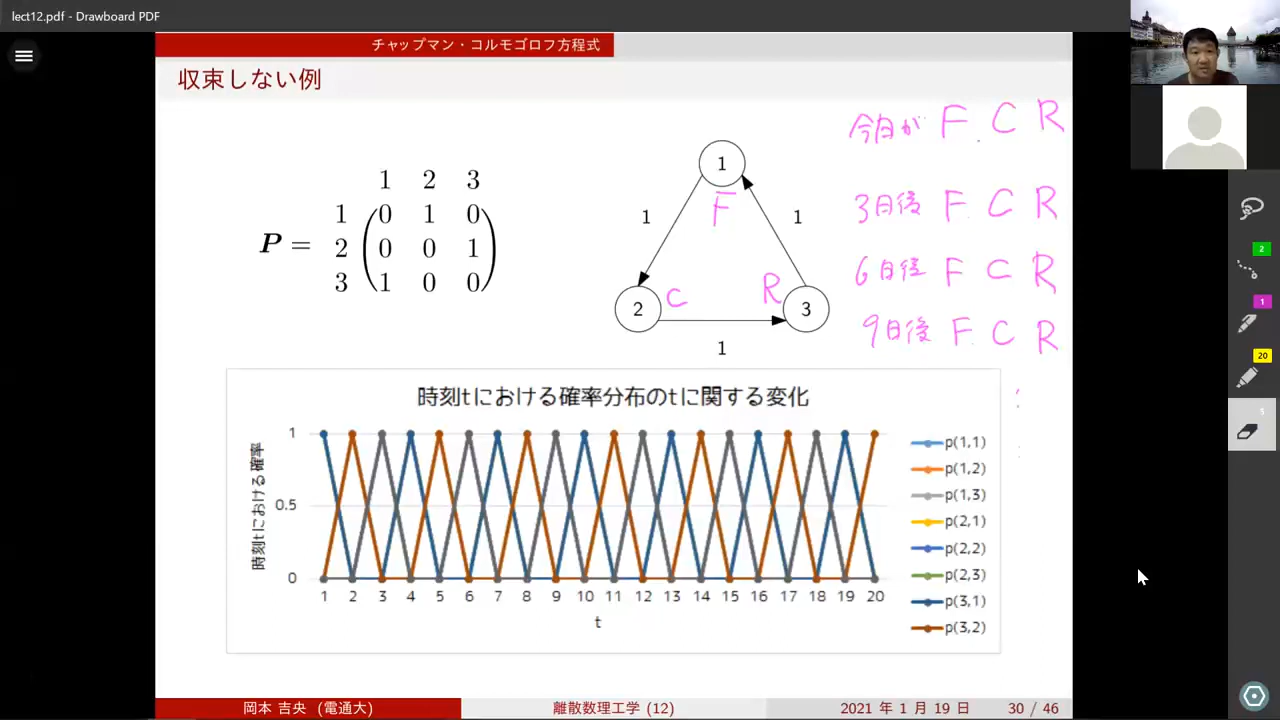 lect12.pdf - Drawboard PDF
チャップマン・コルモゴロフ方程式
収束しない例
今日が F C R
3日後 F C R
6日後 F C R
9日後 F C R
1 2 3
1 0 1 0
P = 2 0 0 1
3 1 0 0
1
F
1 1
2 C R 3
1
時刻tにおける確率分布のtに関する変化
時刻tにおける確率
1
0.5
0
1 2 3 4 5 6 7 8 9 10 11 12 13 14 15 16 17 18 19 20
t
p(1,1)
p(1,2)
p(1,3)
p(2,1)
p(2,2)
p(2,3)
p(3,1)
p(3,2)
2
1
20
5
岡本 吉央 (電通大) 離散数理工学 (12) 2021 年 1 月 19 日 30 / 46